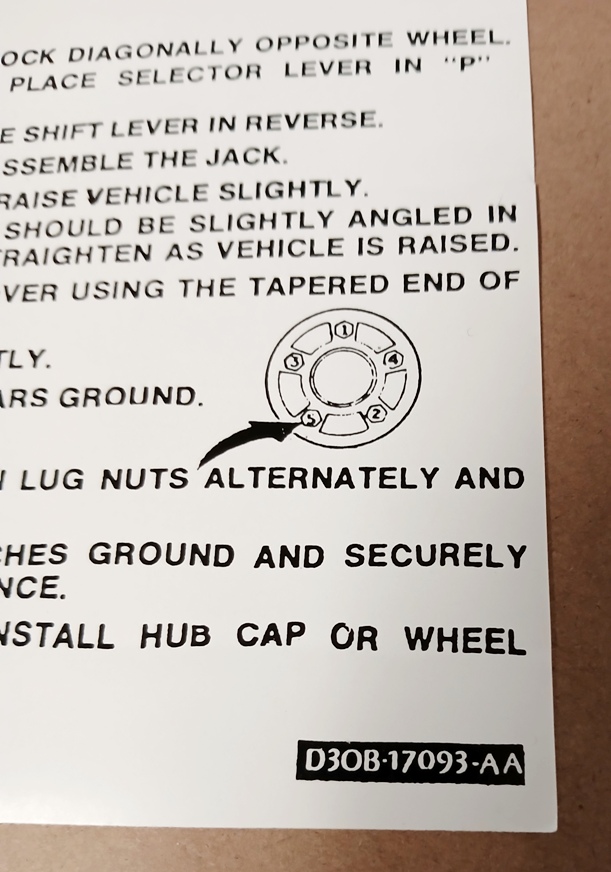 OCK DIAGONALLY OPPOSITE WHEEL.
PLACE SELECTOR LEVER IN "P"
E SHIFT LEVER IN REVERSE.
SSEMBLE THE JACK.
RAISE VEHICLE SLIGHTLY.
SHOULD BE SLIGHTLY ANGLED IN
TRAIGHTEN AS VEHICLE IS RAISED.
VER USING THE TAPERED END OF
1
TLY.
3
4
ARS GROUND.
5
2
LUG NUTS ALTERNATELY AND
CHES GROUND AND SECURELY
NCE.
NSTALL HUB CAP OR WHEEL
D3OB-17093-AA